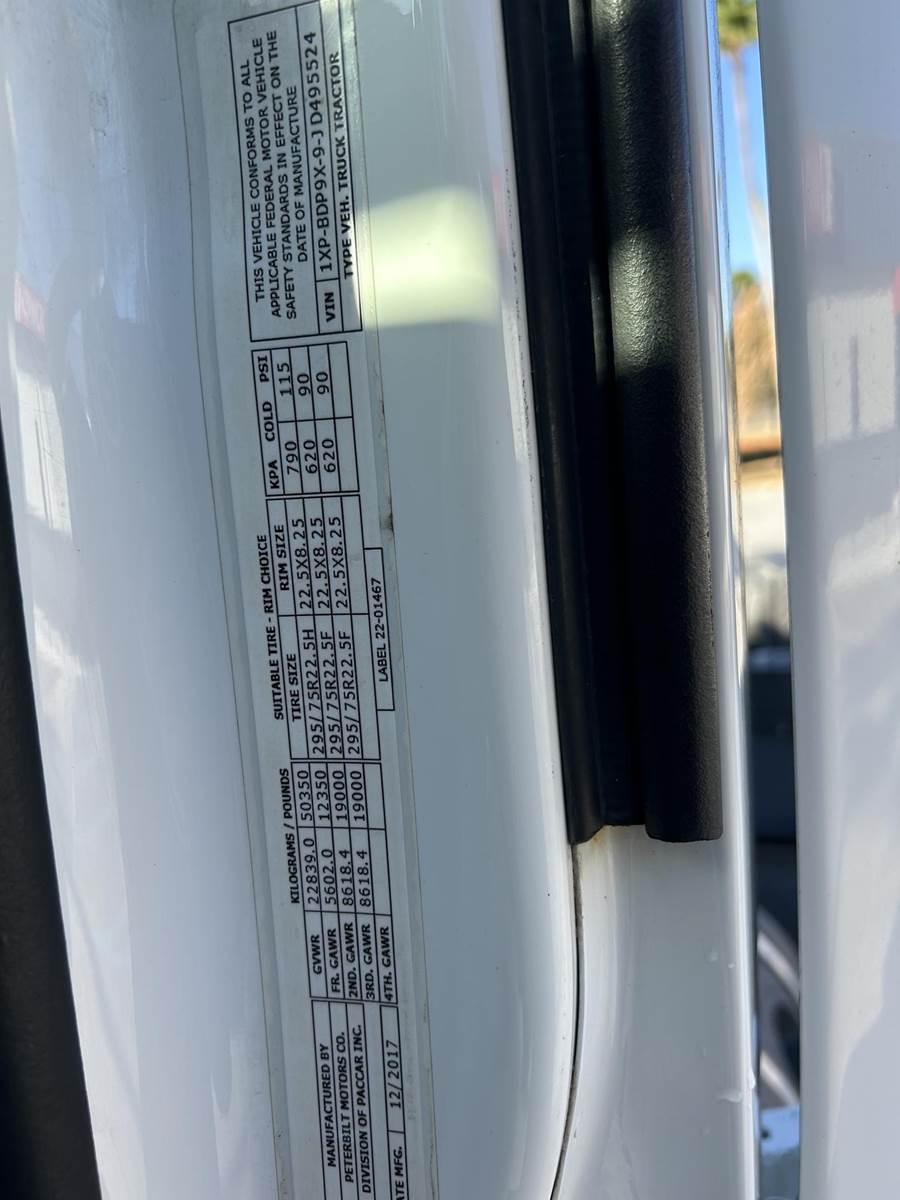 MANUFACTURED BY
PETERBILT MOTORS CO.
DIVISION OF PACCAR INC.
ATE MFG. 12/2017
KILOGRAMS / POUNDS
GVWR 22839.0 50350
FR. GAWR 5602.0 12350
2ND. GAWR 8618.4 19000
3RD. GAWR 8618.4 19000
4TH. GAWR
SUITABLE TIRE - RIM CHOICE
TIRE SIZE RIM SIZE
295/75R22.5H 22.5X8.25
295/75R22.5F 22.5X8.25
295/75R22.5F 22.5X8.25
LABEL 22-01467
KPA COLD PSI
790 115
620 90
620 90
THIS VEHICLE CONFORMS TO ALL
APPLICABLE FEDERAL MOTOR VEHICLE
SAFETY STANDARDS IN EFFECT ON THE
DATE OF MANUFACTURE
VIN 1XP-BDP9X-9-JD495524
TYPE VEH. TRUCK TRACTOR